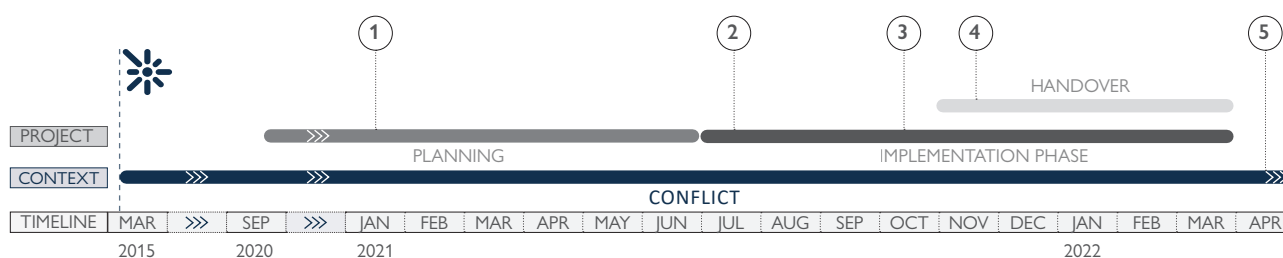 1 2 3 4 5
HANDOVER
PROJECT
PLANNING IMPLEMENTATION PHASE
CONTEXT
CONFLICT
TIMELINE MAR >>> SEP >>> JAN FEB MAR APR MAY JUN JUL AUG SEP OCT NOV DEC JAN FEB MAR APR
2015 2020 2021 2022